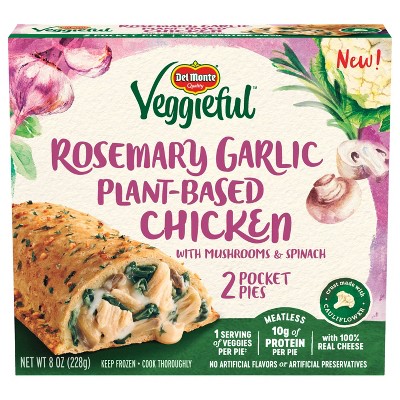 New!
Del Monte
Quality
Veggieful™
ROSEMARY GARLIC
PLANT-BASED
CHICKEN
WITH MUSHROOMS & SPINACH
2 POCKET
PIES
crust made with
CAULIFLOWER
1 SERVING
OF VEGGIES
PER PIE†
MEATLESS
10g OF
PROTEIN
PER PIE
with 100%
REAL CHEESE
NET WT 8 OZ (228g)
KEEP FROZEN • COOK THOROUGHLY
NO ARTIFICIAL FLAVORS or ARTIFICIAL PRESERVATIVES